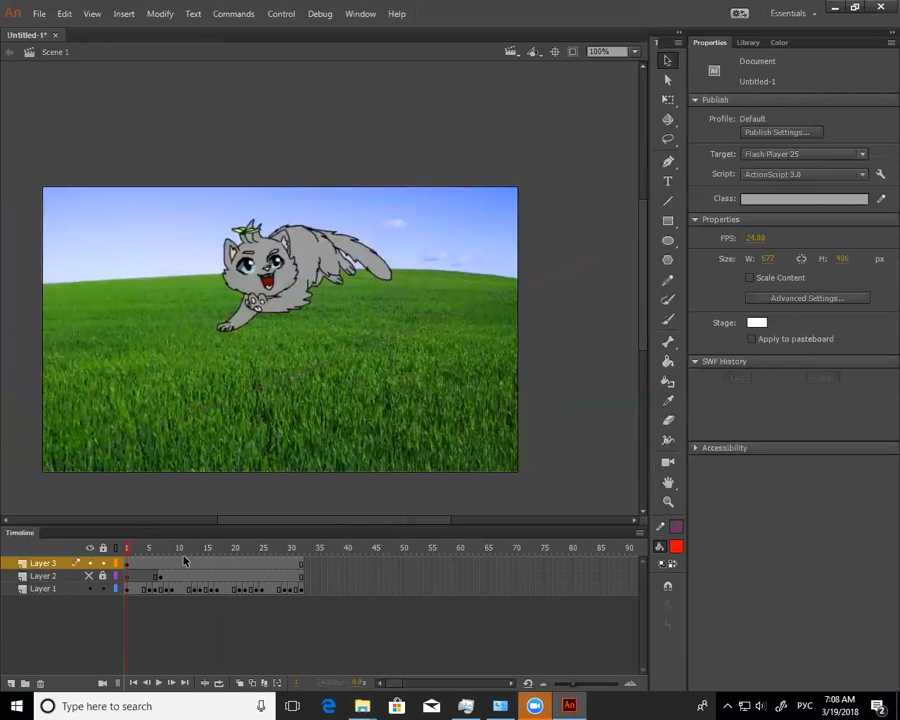 An File Edit View Insert Modify Text Commands Control Debug Window Help Essentials
Untitled-1* ×
Scene 1 100%
Properties Library Color
Document
Untitled-1
Publish
Profile: Default
Publish Settings...
Target: Flash Player 25
Script: ActionScript 3.0
Class:
Properties
FPS: 24.00
Size: W: 677 H: 406 px
Scale Content
Advanced Settings...
Stage:
Apply to pasteboard
SWF History
Accessibility
Timeline
1 5 10 15 20 25 30 35 40 45 50 55 60 65 70 75 80 85 90
Layer 3
Layer 2
Layer 1
1 24.00fps 0.0s
Type here to search
РУС
7:08 AM
3/19/2018
2